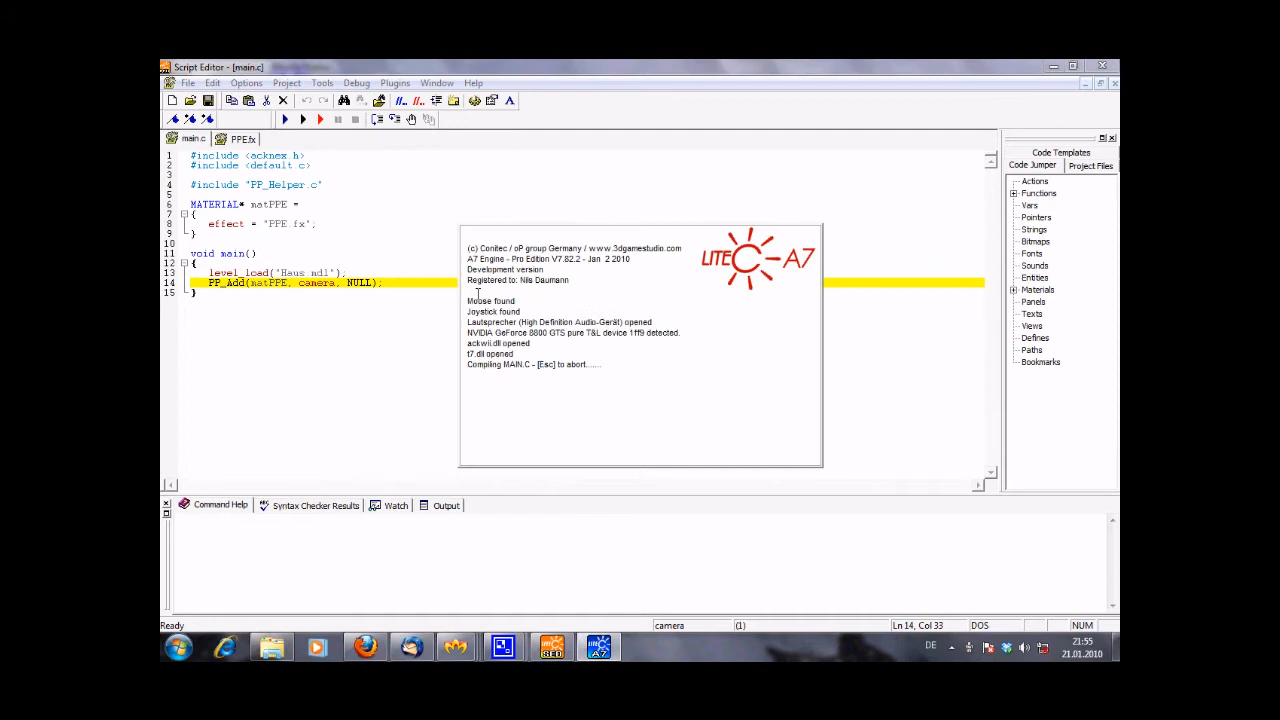 Script Editor - [main.c]
File Edit Options Project Tools Debug Plugins Window Help
main.c PPE.fx
1 #include <acknex.h>
2 #include <default.c>
3
4 #include "PP_Helper.c"
5
6 MATERIAL* matPPE =
7 {
8 effect = "PPE.fx";
9 }
10
11 void main()
12 {
13 level_load("Haus.mdl");
14 PP_Add(matPPE, camera, NULL);
15 }
(c) Conitec / oP group Germany / www.3dgamestudio.com
A7 Engine - Pro Edition V7.82.2 - Jan 2 2010
Development version
Registered to: Nils Daumann
Mouse found
Joystick found
Lautsprecher (High Definition Audio-Gerät) opened
NVIDIA GeForce 8800 GTS pure T&L device 1ff9 detected.
ackwii.dll opened
t7.dll opened
Compiling MAIN.C - [Esc] to abort......
LITE C A7
Code Templates
Code Jumper Project Files
Actions
Functions
Vars
Pointers
Strings
Bitmaps
Fonts
Sounds
Entities
Materials
Panels
Texts
Views
Defines
Paths
Bookmarks
Command Help Syntax Checker Results Watch Output
Ready camera (1) Ln 14, Col 33 DOS NUM
SED A7 DE 21:55
21.01.2010